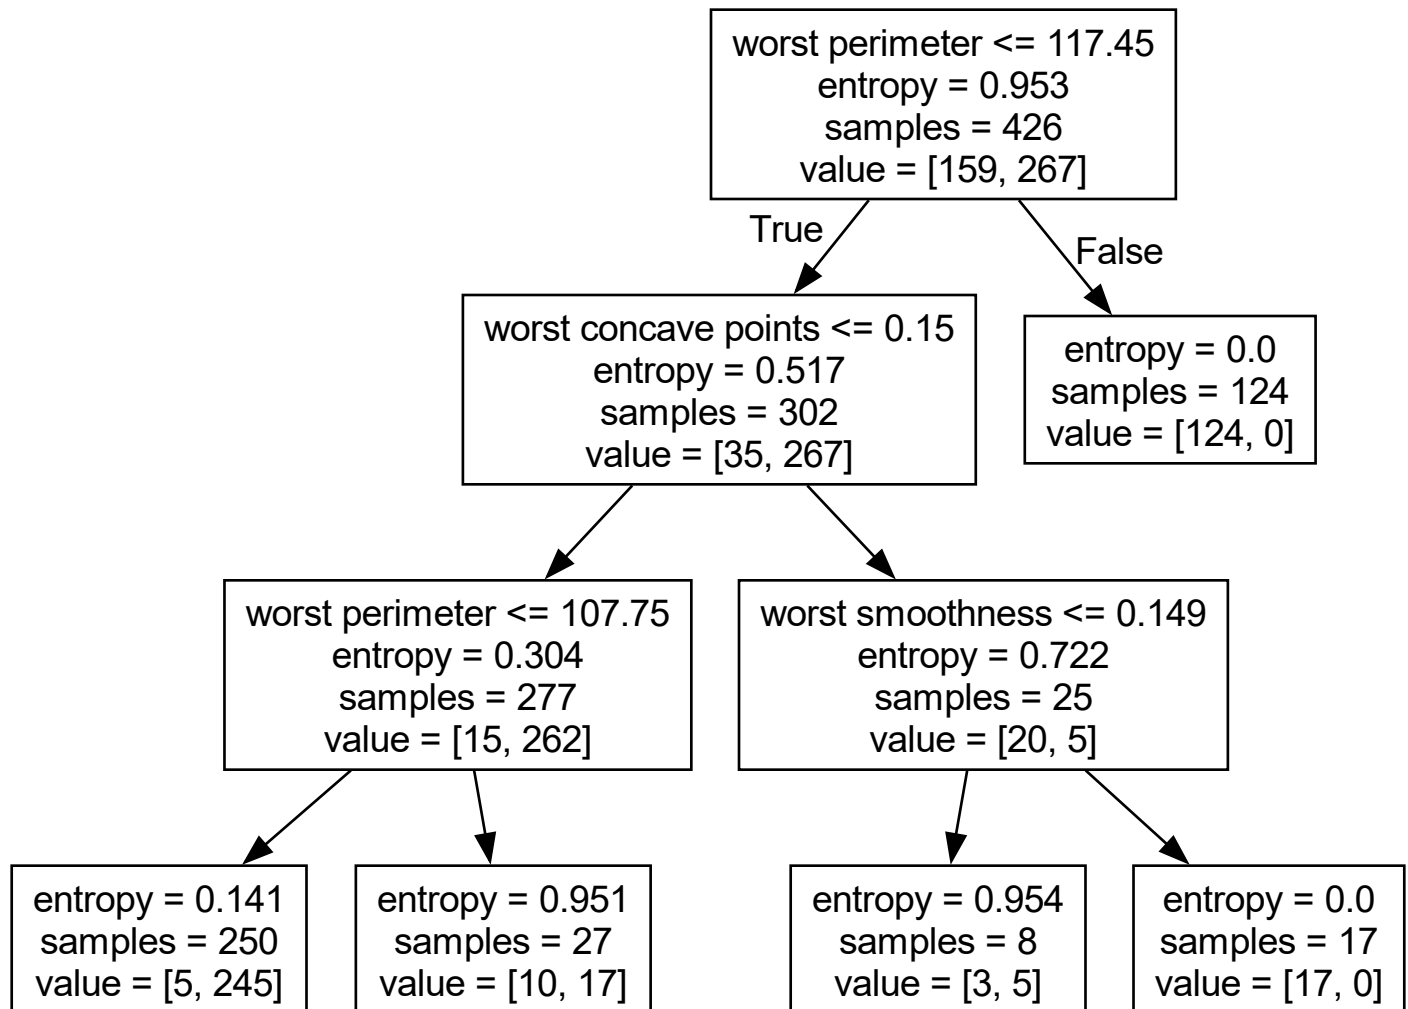 worst perimeter <= 117.45
entropy = 0.953
samples = 426
value = [159, 267]
True
False
worst concave points <= 0.15
entropy = 0.517
samples = 302
value = [35, 267]
entropy = 0.0
samples = 124
value = [124, 0]
worst perimeter <= 107.75
entropy = 0.304
samples = 277
value = [15, 262]
worst smoothness <= 0.149
entropy = 0.722
samples = 25
value = [20, 5]
entropy = 0.141
samples = 250
value = [5, 245]
entropy = 0.951
samples = 27
value = [10, 17]
entropy = 0.954
samples = 8
value = [3, 5]
entropy = 0.0
samples = 17
value = [17, 0]